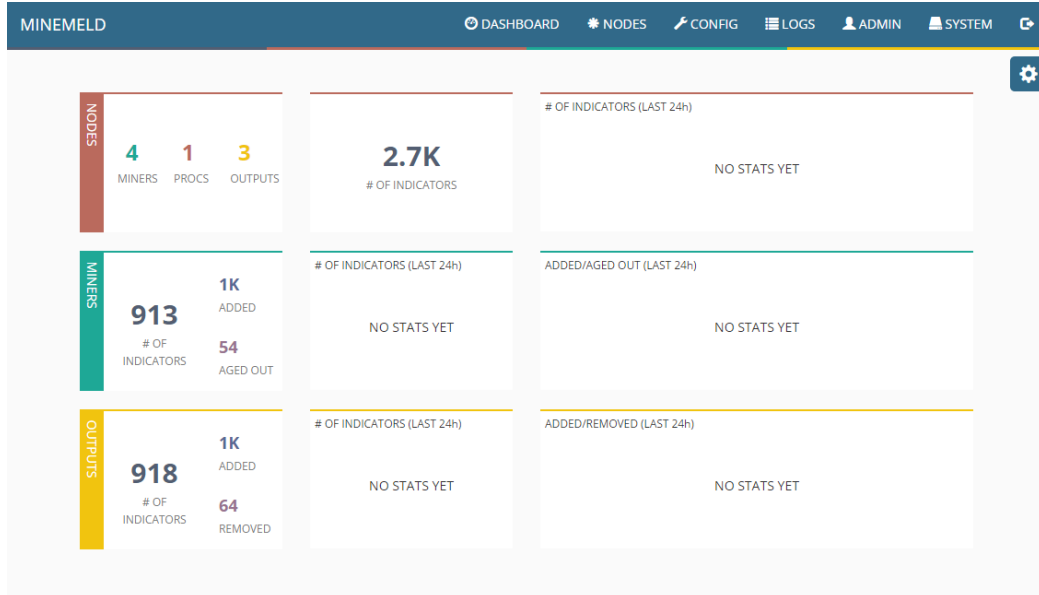 MINEMELD
DASHBOARD NODES CONFIG LOGS ADMIN SYSTEM
NODES
4 1 3
MINERS PROCS OUTPUTS
2.7K
# OF INDICATORS
# OF INDICATORS (LAST 24h)
NO STATS YET
MINERS
913
# OF
INDICATORS
1K
ADDED
54
AGED OUT
# OF INDICATORS (LAST 24h)
NO STATS YET
ADDED/AGED OUT (LAST 24h)
NO STATS YET
OUTPUTS
918
# OF
INDICATORS
1K
ADDED
64
REMOVED
# OF INDICATORS (LAST 24h)
NO STATS YET
ADDED/REMOVED (LAST 24h)
NO STATS YET